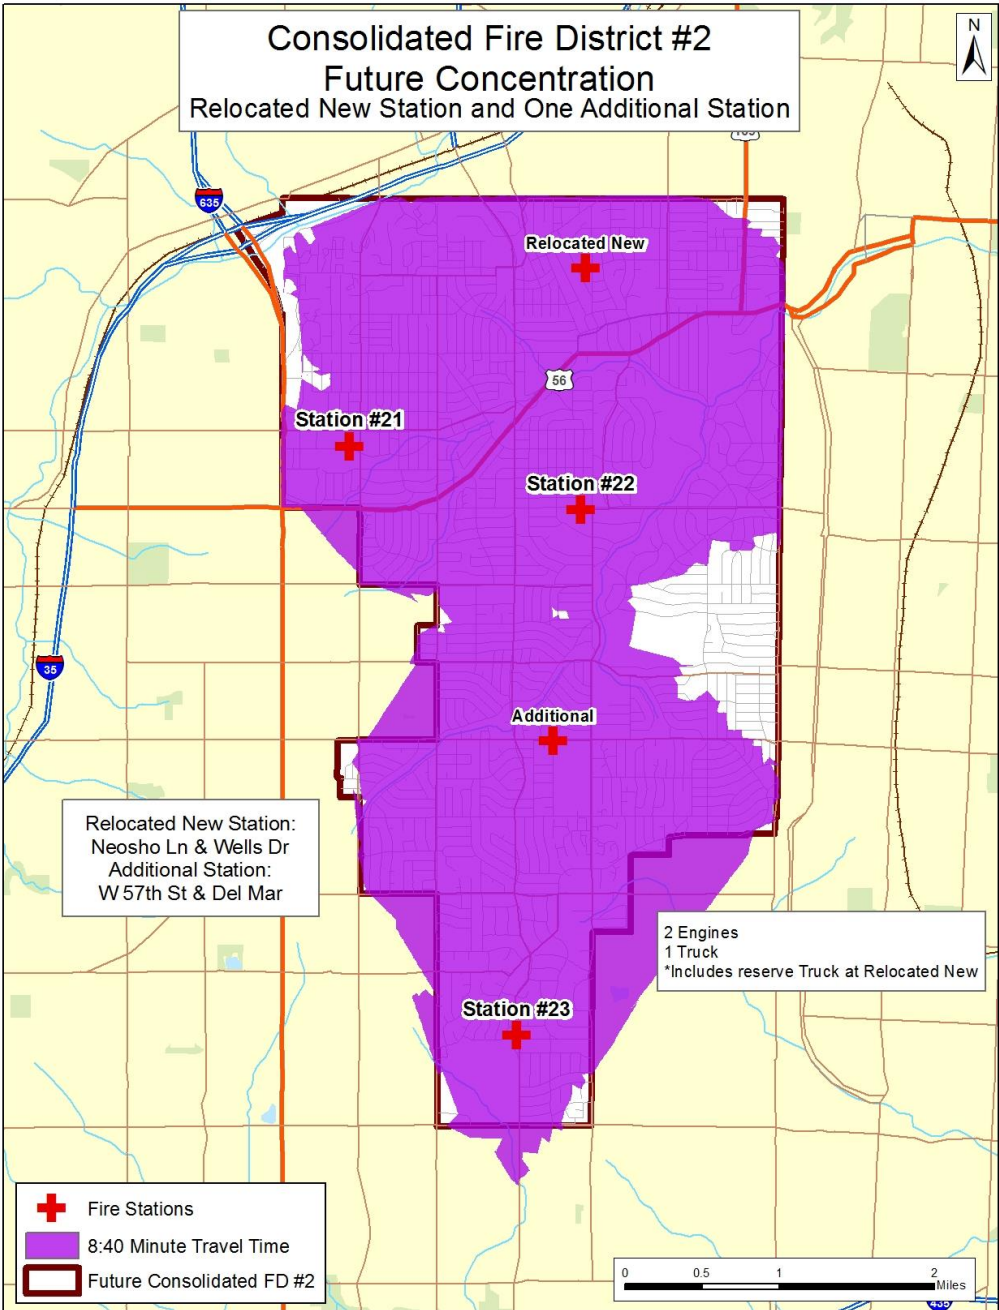 Consolidated Fire District #2
Future Concentration
Relocated New Station and One Additional Station
N
635
Relocated New
56
Station #21
Station #22
35
Additional
Relocated New Station:
Neosho Ln & Wells Dr
Additional Station:
W 57th St & Del Mar
2 Engines
1 Truck
*Includes reserve Truck at Relocated New
Station #23
Fire Stations
8:40 Minute Travel Time
Future Consolidated FD #2
0 0.5 1 2
Miles
435